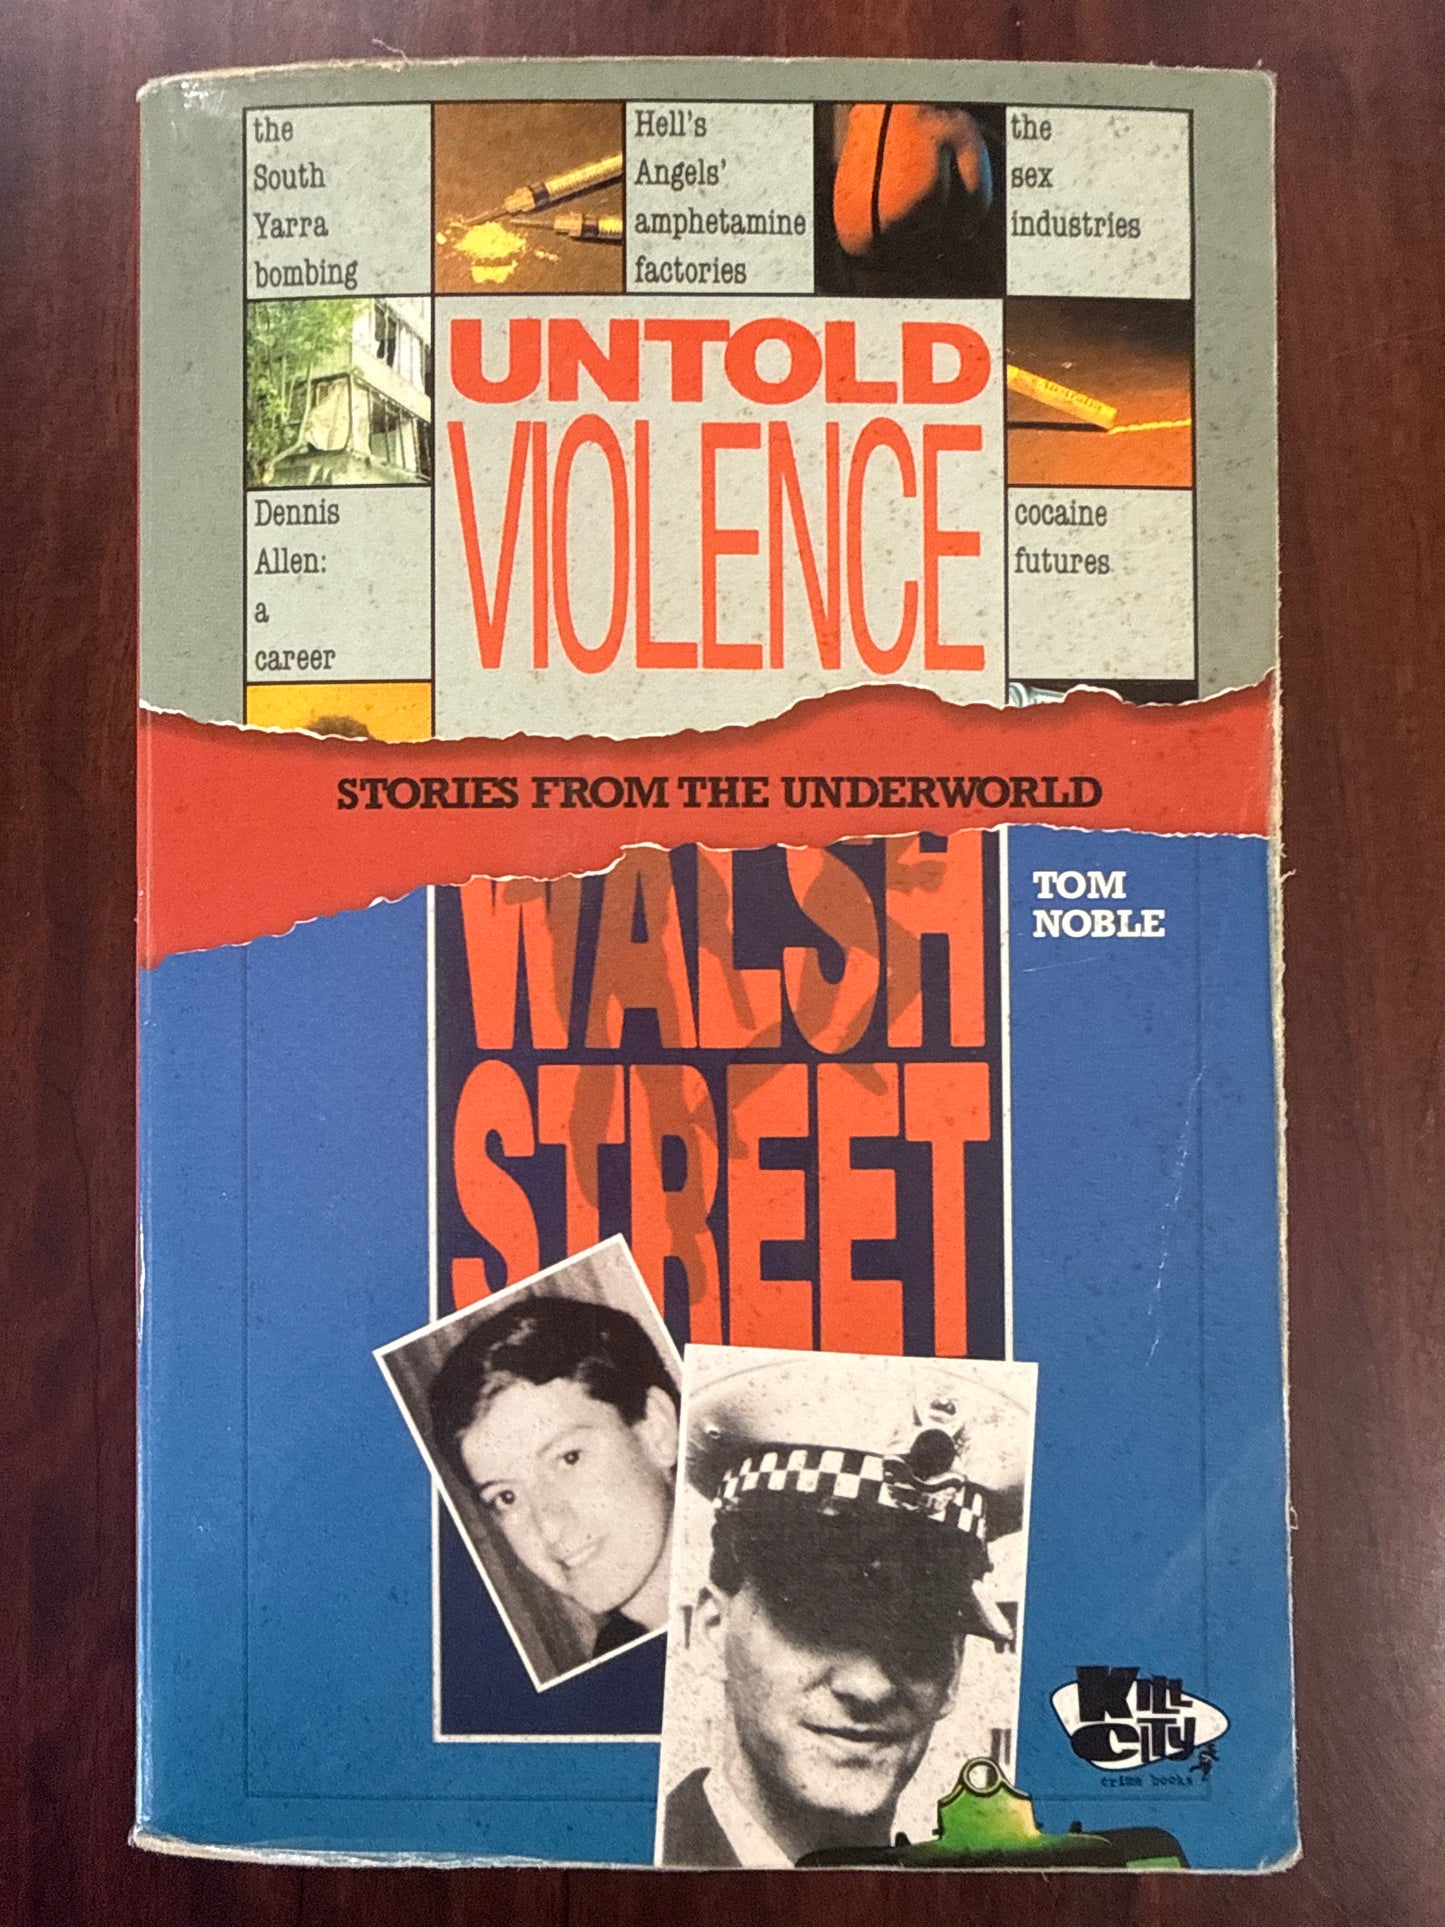 the
South
Yarra
bombing
Hell's
Angels'
amphetamine
factories
the
sex
industries
UNTOLD
VIOLENCE
Dennis
Allen:
a
career
cocaine
futures
STORIES FROM THE UNDERWORLD
WALSH
STREET
TOM
NOBLE
KILL
CITY
crime books